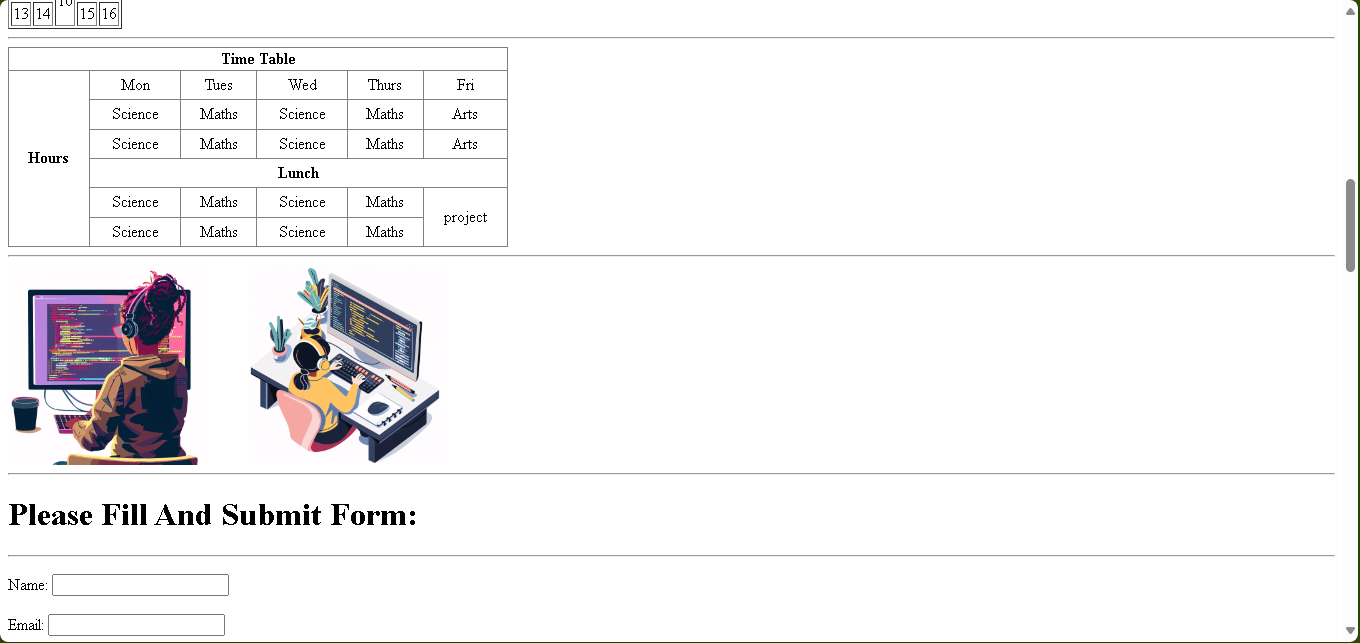 13 14 15 16
Time Table
Hours Mon Tues Wed Thurs Fri
Science Maths Science Maths Arts
Science Maths Science Maths Arts
Lunch
Science Maths Science Maths project
Science Maths Science Maths
Please Fill And Submit Form:
Name:
Email: